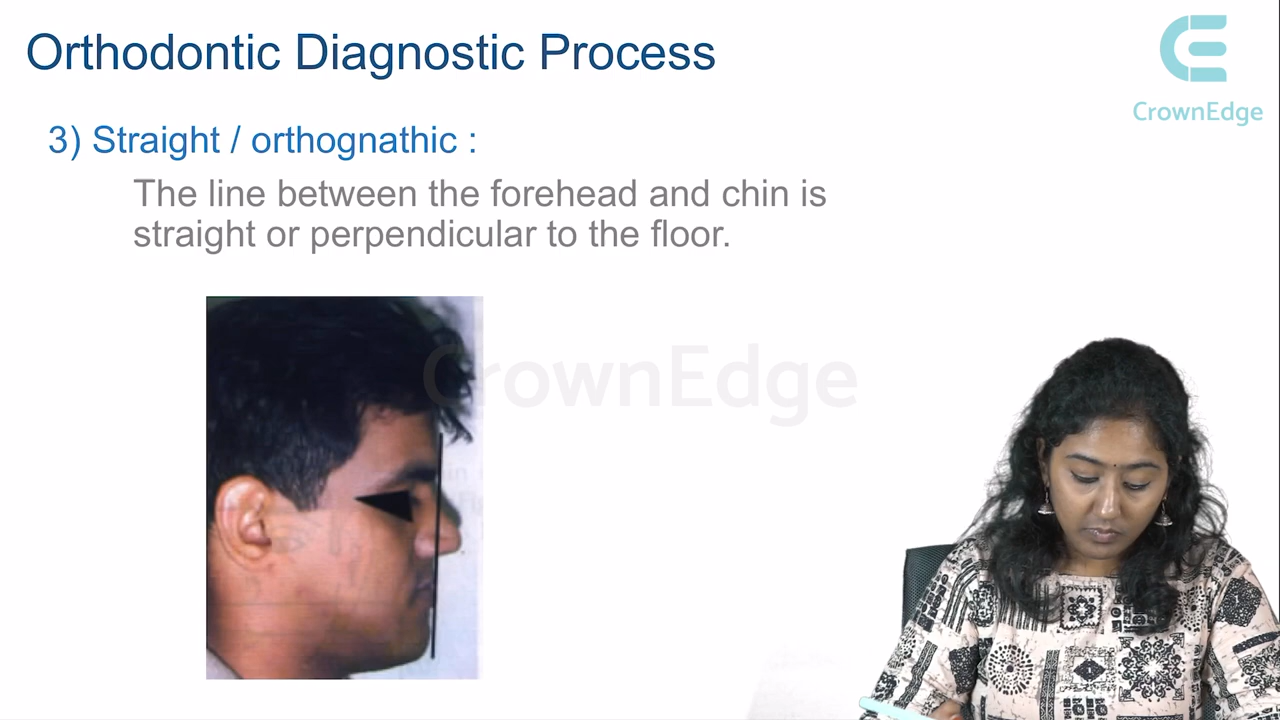 Orthodontic Diagnostic Process
CrownEdge
3) Straight / orthognathic :
The line between the forehead and chin is
straight or perpendicular to the floor.
CrownEdge